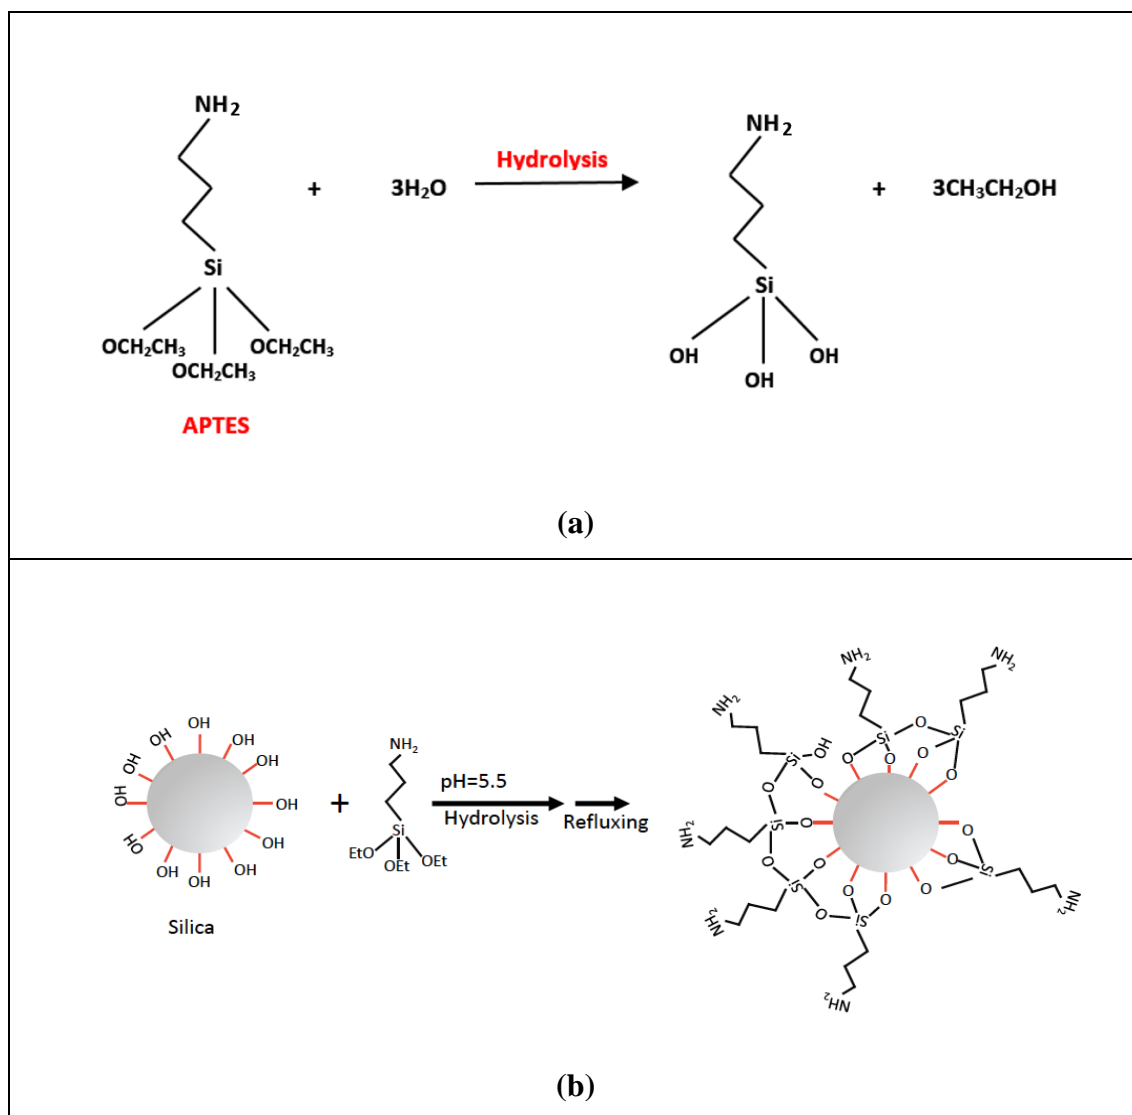 NH₂
+
3H₂O
Hydrolysis
NH₂
+
3CH₃CH₂OH
Si
OCH₂CH₃
OCH₂CH₃
OCH₂CH₃
APTES
Si
OH
OH
OH
(a)
OH
OH
OH
OH
OH
OH
OH
OH
OH
OH
OH
HO
Silica
+
NH₂
Si
EtO
OEt
OEt
pH=5.5
Hydrolysis
Refluxing
NH₂
NH₂
NH₂
NH₂
NH₂
NH₂
NH₂
Si
OH
O
O
Si
O
O
Si
O
O
Si
O
O
Si
O
O
O
Si
O
O
Si
O
O
(b)